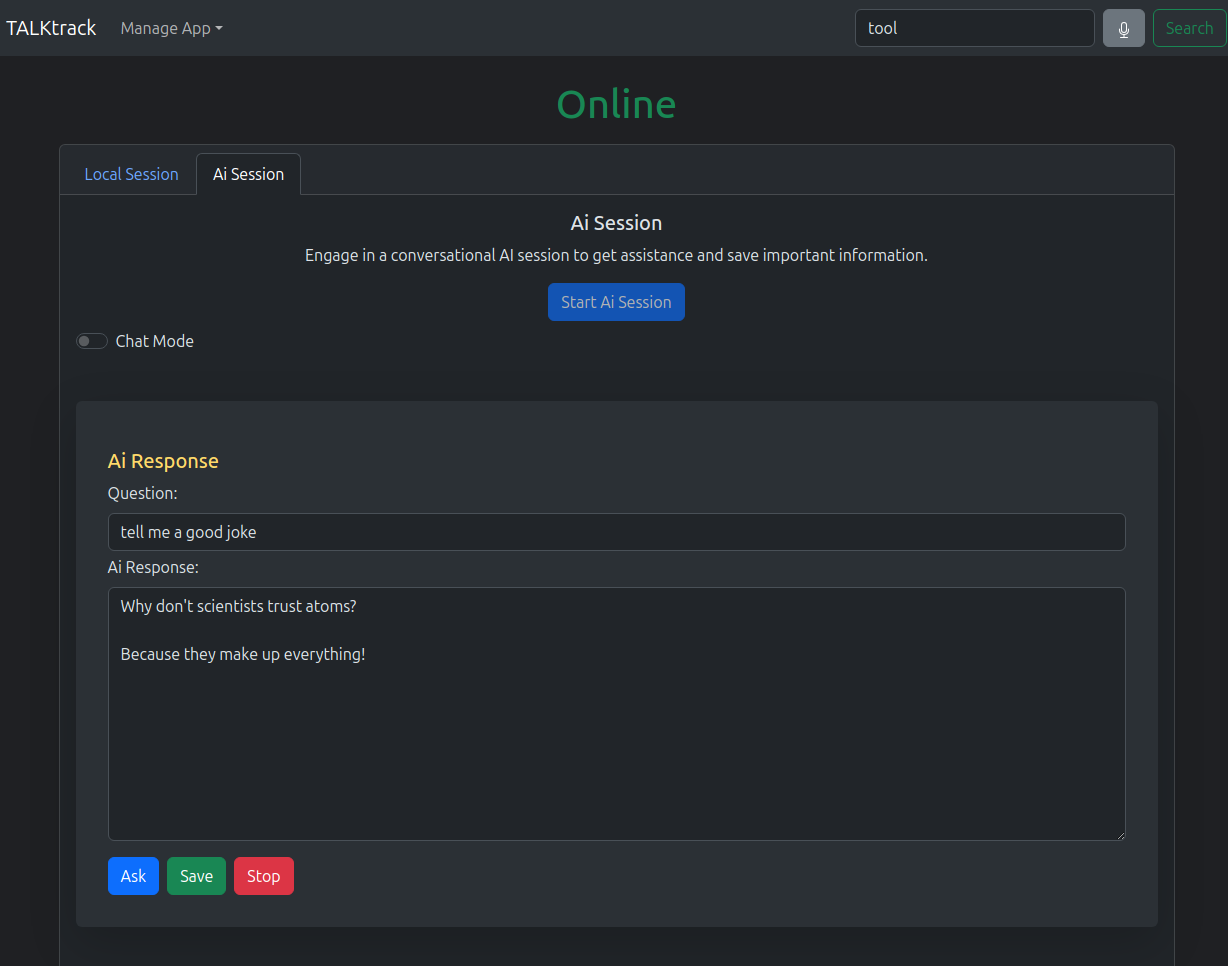 TALKtrack Manage App tool Search
Online
Local Session Ai Session
Ai Session
Engage in a conversational AI session to get assistance and save important information.
Start Ai Session
Chat Mode
Ai Response
Question:
tell me a good joke
Ai Response:
Why don't scientists trust atoms?
Because they make up everything!
Ask Save Stop